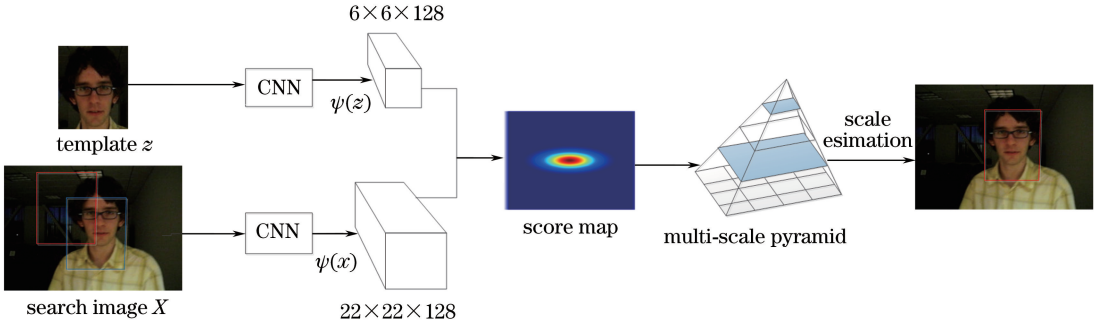 6×6×128
CNN
ψ(z)
template z
CNN
ψ(x)
search image X
22×22×128
score map
multi-scale pyramid
scale
esimation